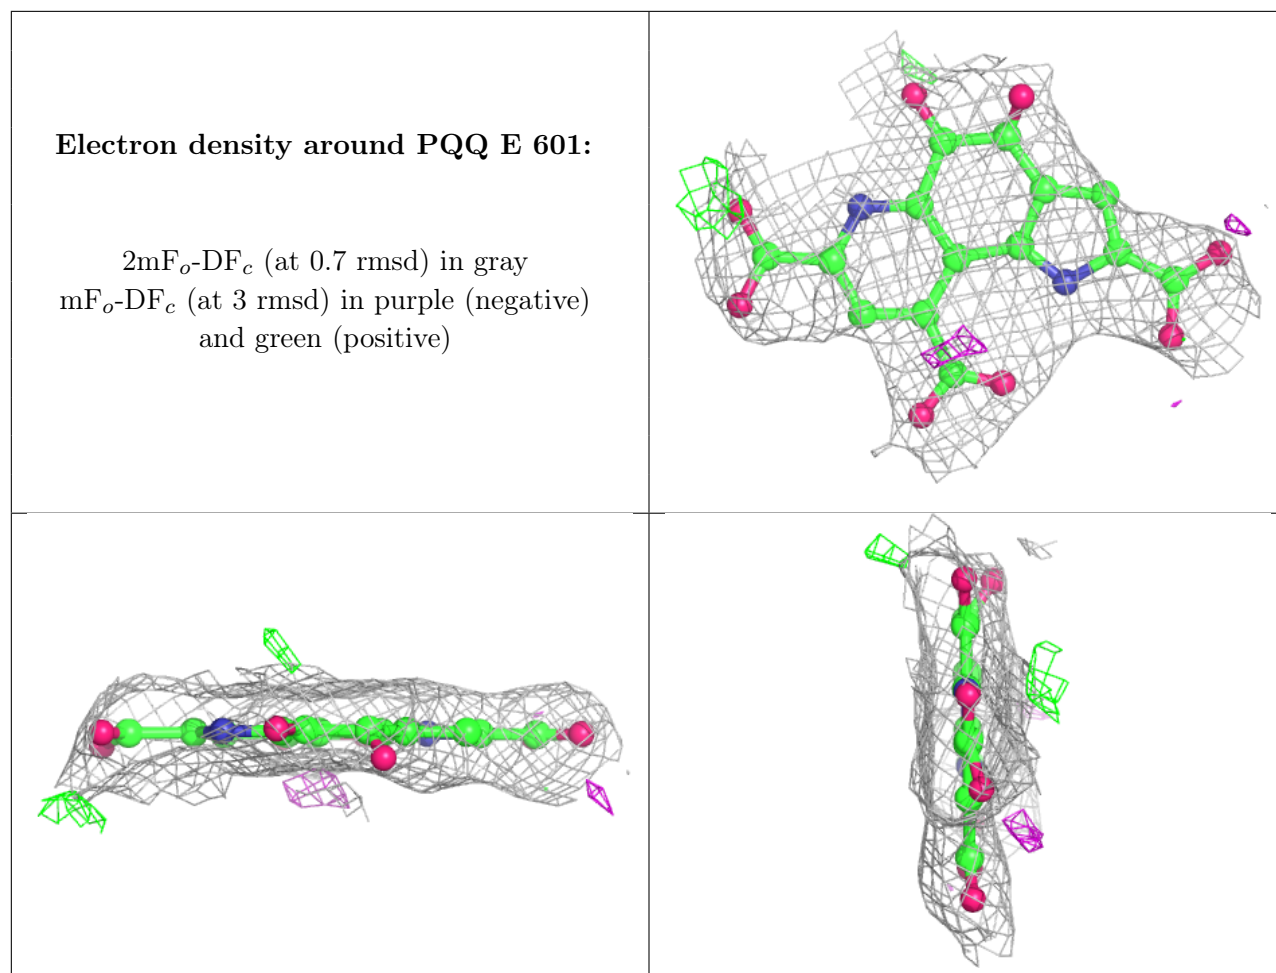 Electron density around PQQ E 601:
2mFo-DFc (at 0.7 rmsd) in gray
mFo-DFc (at 3 rmsd) in purple (negative)
and green (positive)